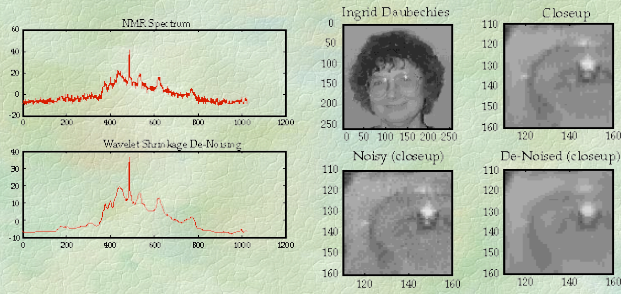 NMR Spectrum
60
40
20
0
-20
0 200 400 600 800 1000 1200
Wavelet Shrinkage De-Noising
40
30
20
10
0
-10
0 200 400 600 800 1000 1200
Ingrid Daubechies
0
50
100
150
200
250
0 50 100 150 200 250
Closeup
110
120
130
140
150
160
120 140 160
Noisy (closeup)
110
120
130
140
150
160
120 140 160
De-Noised (closeup)
110
120
130
140
150
160
120 140 160